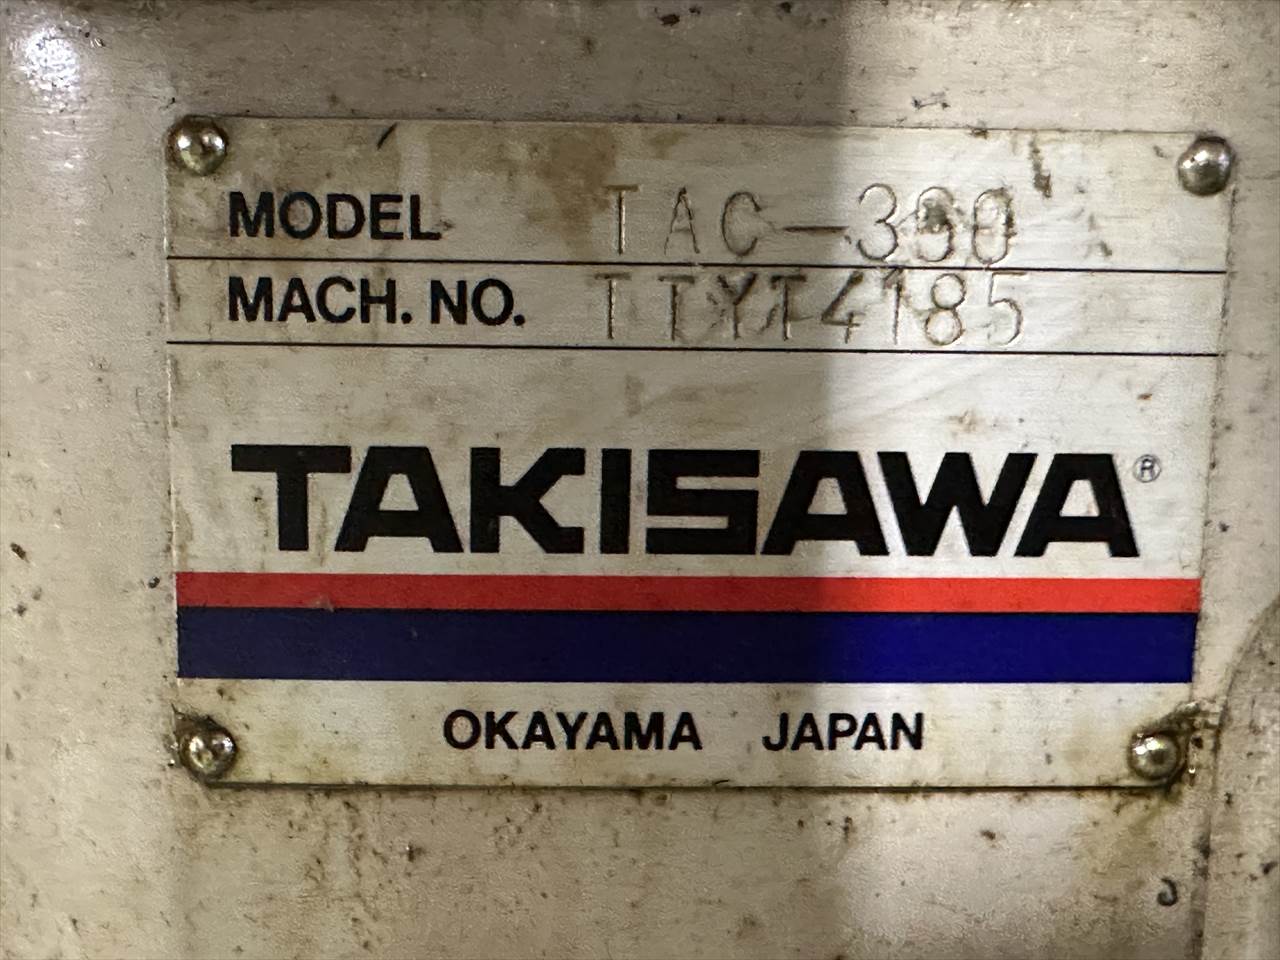 MODEL TAC-360
MACH. NO. TTYT4185
TAKISAWA®
OKAYAMA JAPAN